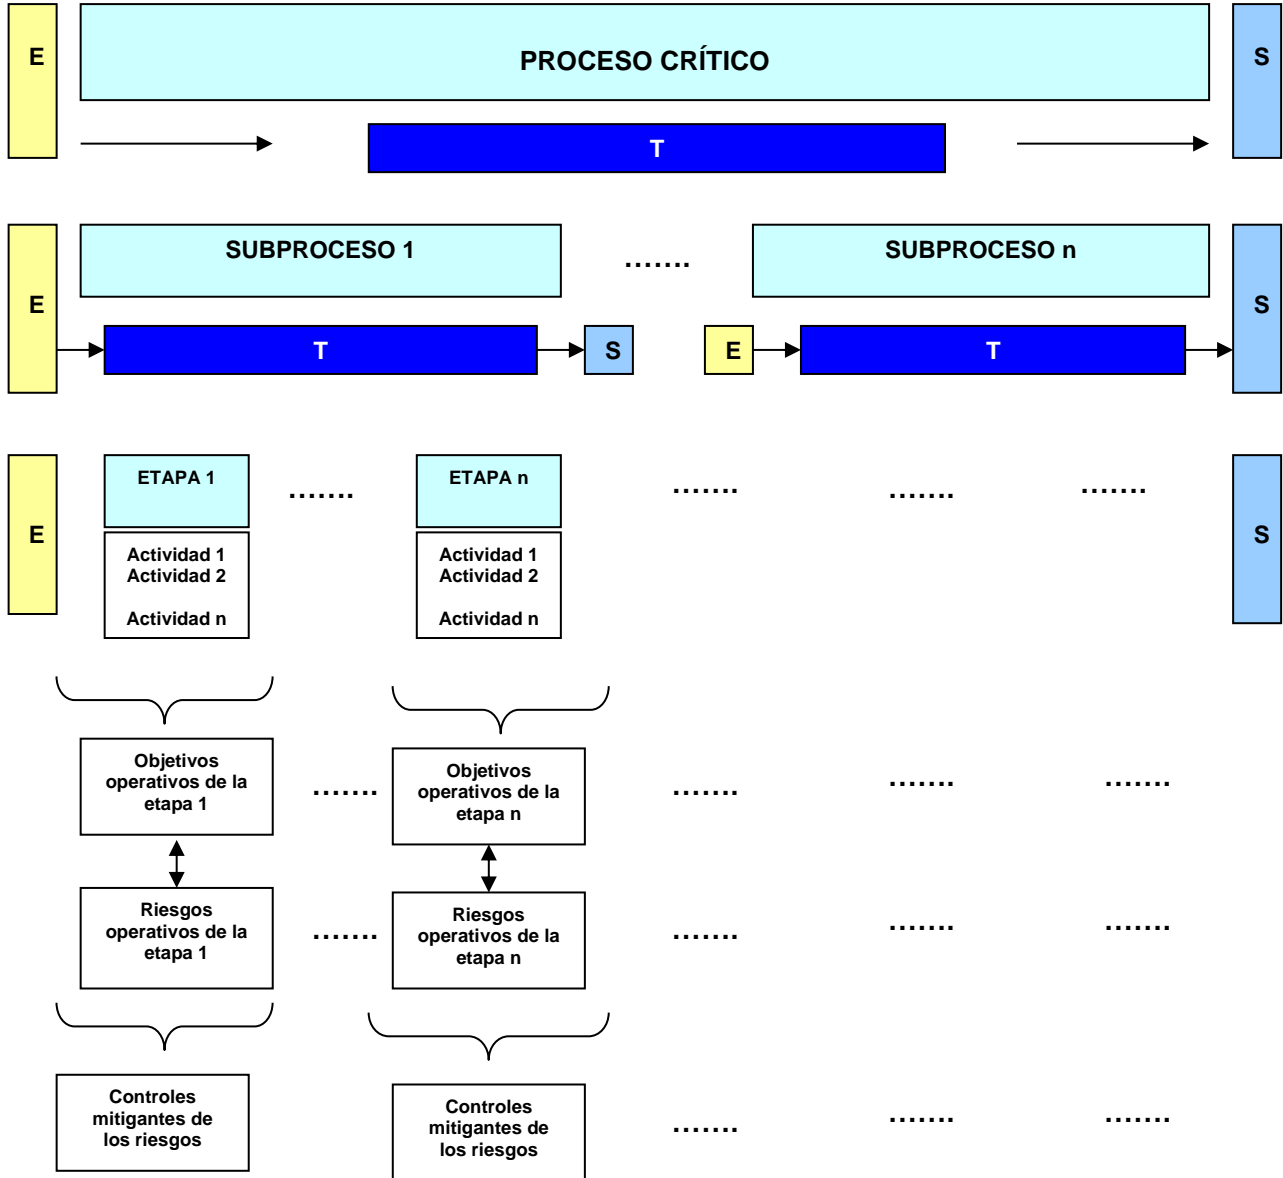 E
PROCESO CRÍTICO
S
T
E
SUBPROCESO 1
.......
SUBPROCESO n
S
T
S
E
T
E
ETAPA 1
.......
ETAPA n
.......
.......
.......
S
Actividad 1
Actividad 2
Actividad n
Actividad 1
Actividad 2
Actividad n
Objetivos
operativos de la
etapa 1
.......
Objetivos
operativos de la
etapa n
.......
.......
.......
Riesgos
operativos de la
etapa 1
.......
Riesgos
operativos de la
etapa n
.......
.......
.......
Controles
mitigantes de
los riesgos
Controles
mitigantes de
los riesgos
.......
.......
.......